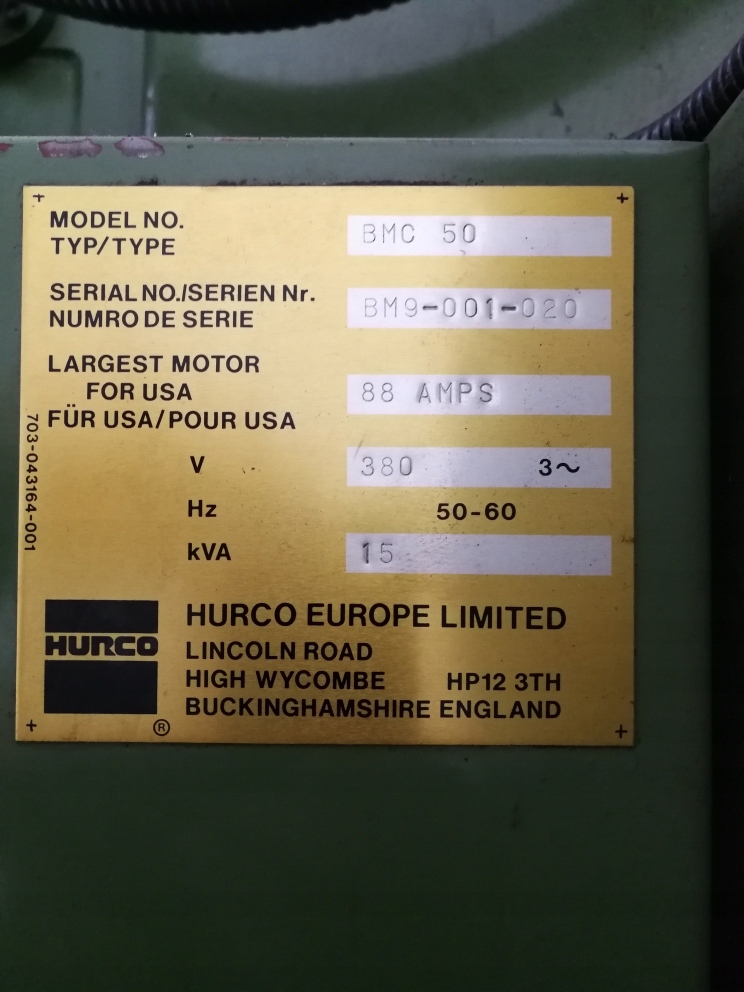 MODEL NO.
TYP/TYPE
BMC 50
SERIAL NO./SERIEN Nr.
NUMRO DE SERIE
BM9-001-020
LARGEST MOTOR
FOR USA
FÜR USA/POUR USA
88 AMPS
V 380 3~
Hz 50-60
kVA 15
703-043164-001
HURCO
®
HURCO EUROPE LIMITED
LINCOLN ROAD
HIGH WYCOMBE HP12 3TH
BUCKINGHAMSHIRE ENGLAND